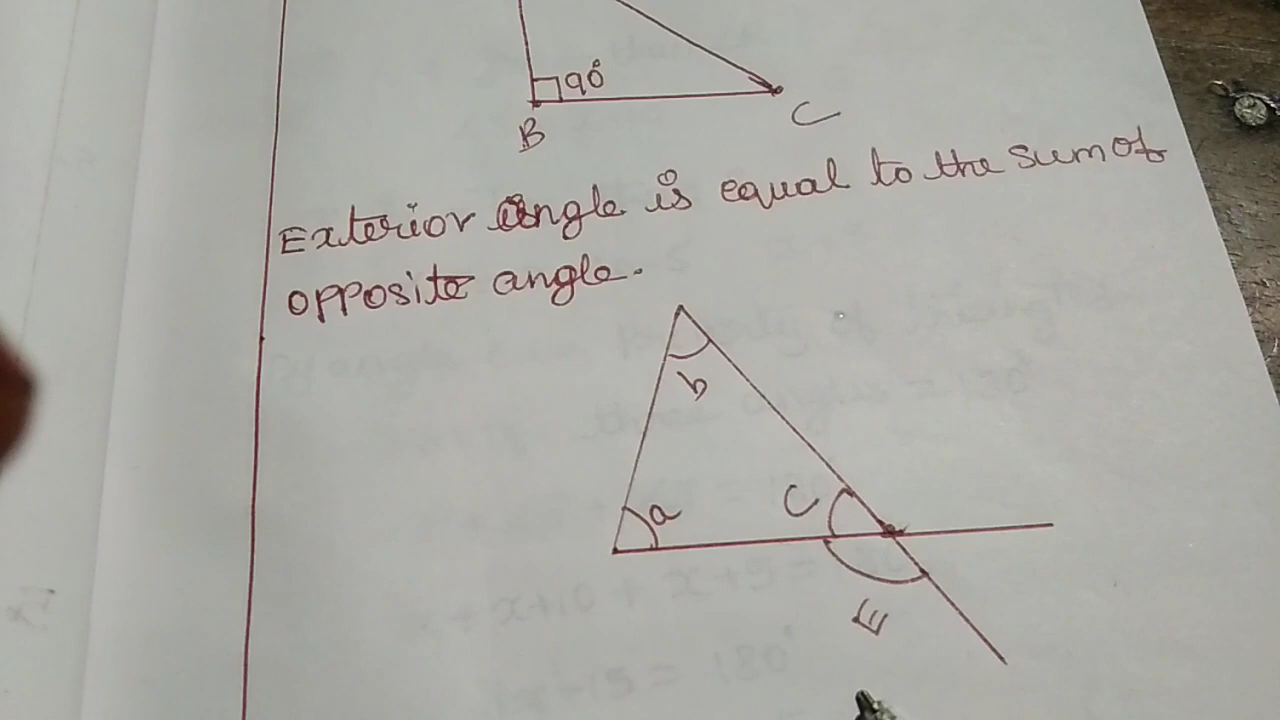 90°
B
C
Exterior angle is equal to the sum of
opposite angle.
b
a
C
E